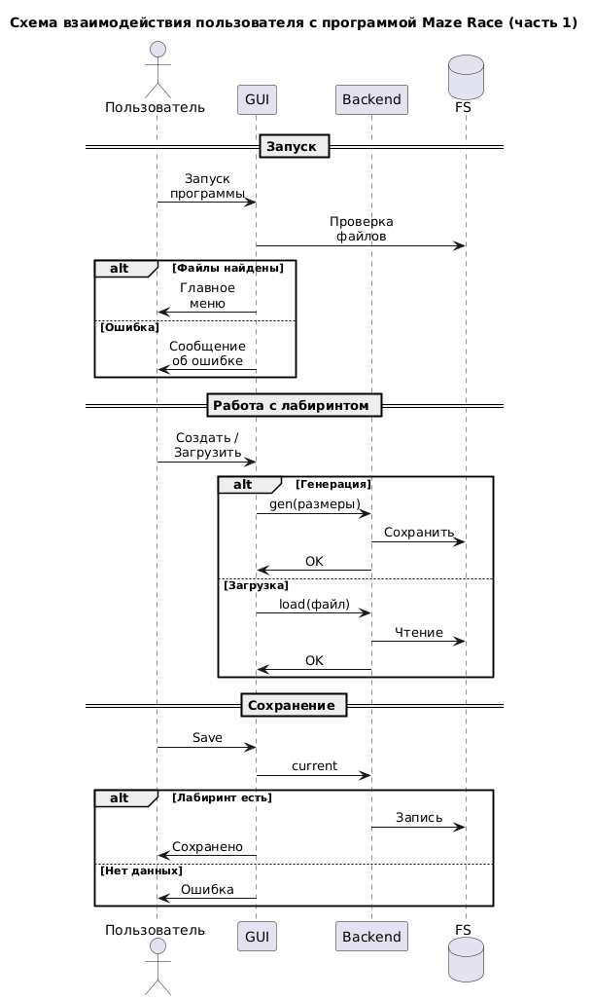 Схема взаимодействия пользователя с программой Maze Race (часть 1)
Пользователь
GUI
Backend
FS
Запуск
Запуск
программы
Проверка
файлов
alt
[Файлы найдены]
Главное
меню
[Ошибка]
Сообщение
об ошибке
Работа с лабиринтом
Создать /
Загрузить
alt
[Генерация]
gen(размеры)
Сохранить
OK
[Загрузка]
load(файл)
Чтение
OK
Сохранение
Save
current
alt
[Лабиринт есть]
Запись
Сохранено
[Нет данных]
Ошибка
Пользователь
GUI
Backend
FS